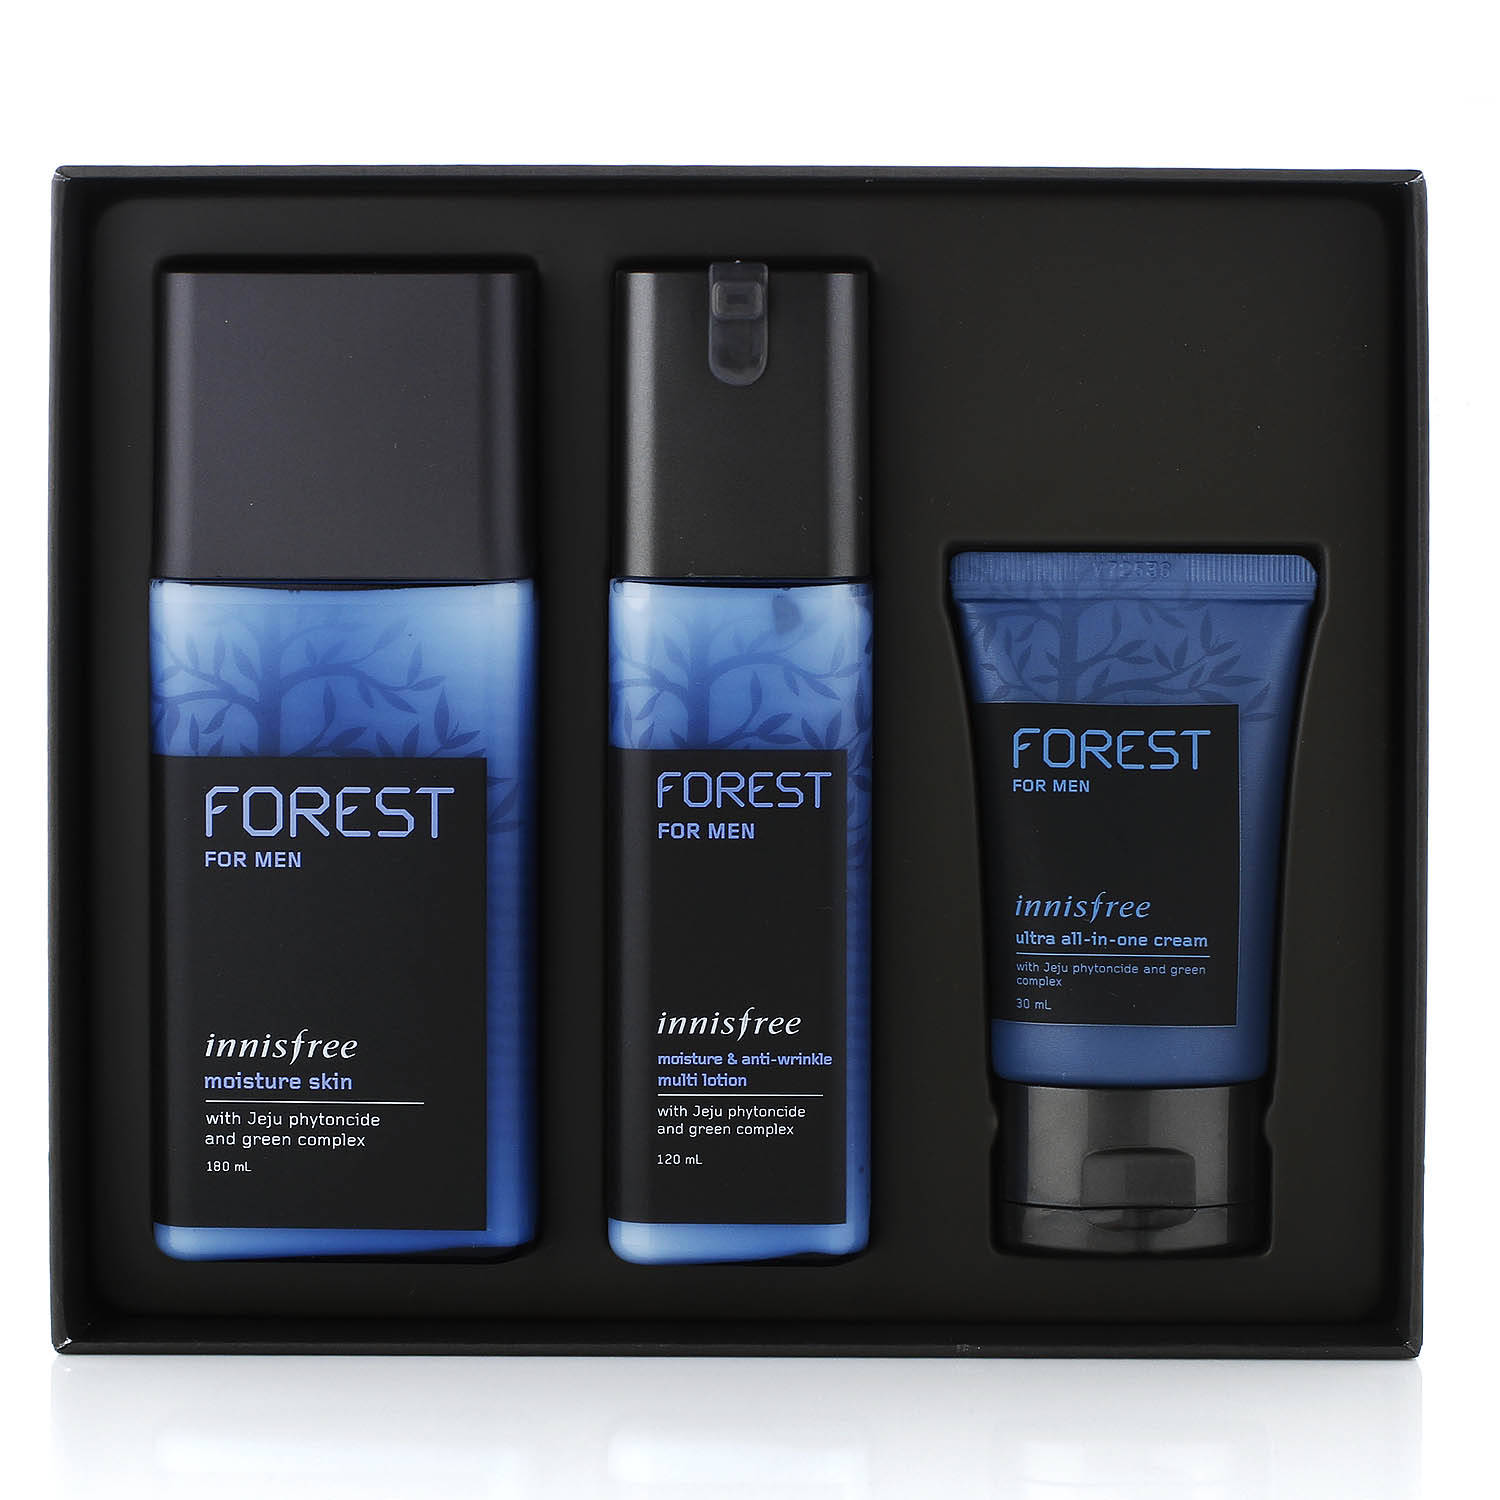 FOREST
FOR MEN
innisfree
moisture skin
with Jeju phytoncide
and green complex
180 mL
FOREST
FOR MEN
innisfree
moisture & anti-wrinkle
multi lotion
with Jeju phytoncide
and green complex
120 mL
FOREST
FOR MEN
innisfree
ultra all-in-one cream
with Jeju phytoncide and green
complex
30 mL